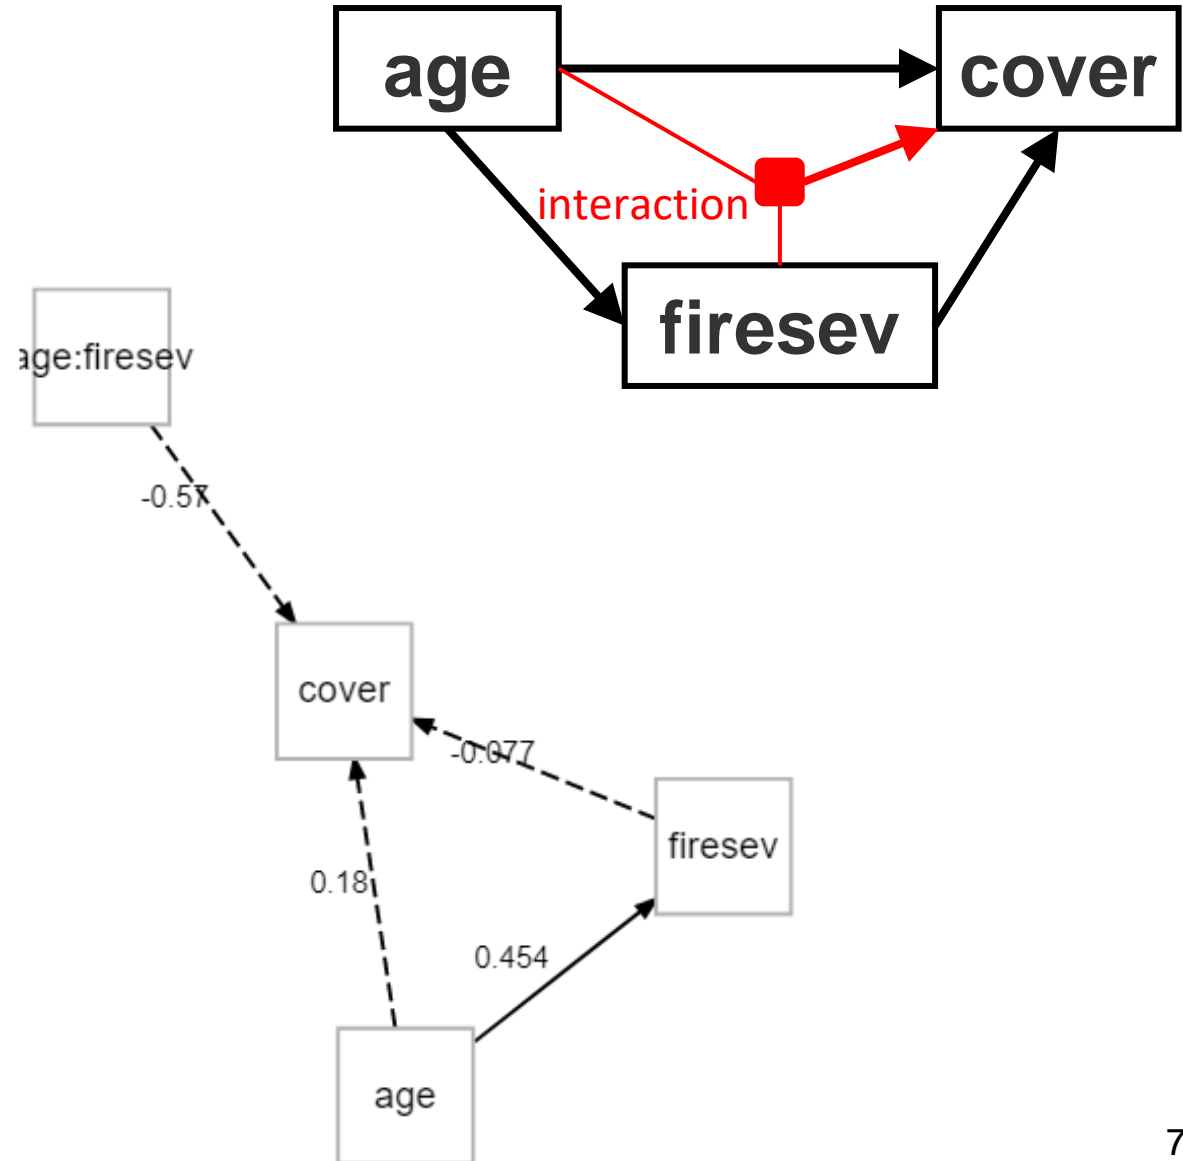 age
cover
interaction
firesev
age:firesev
-0.57
cover
-0.077
firesev
0.18
0.454
age
7